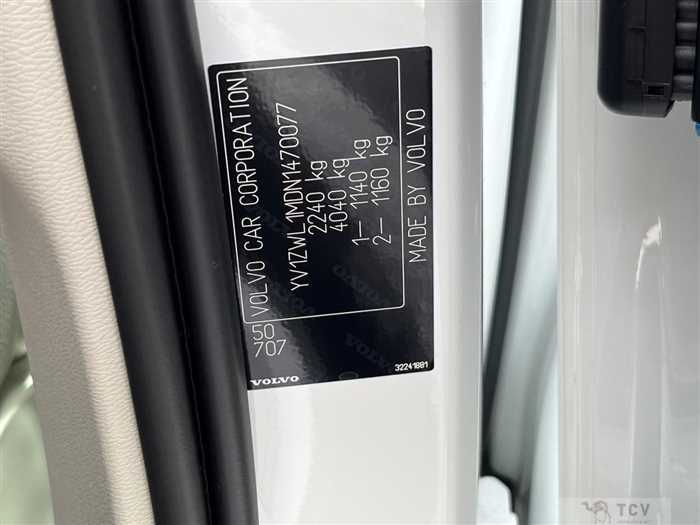 VOLVO CAR CORPORATION
YV1ZWL1MDN1470077
2240 kg
4040 kg
1– 1140 kg
2– 1160 kg
MADE BY VOLVO
50
707
VOLVO
32241881
TCV